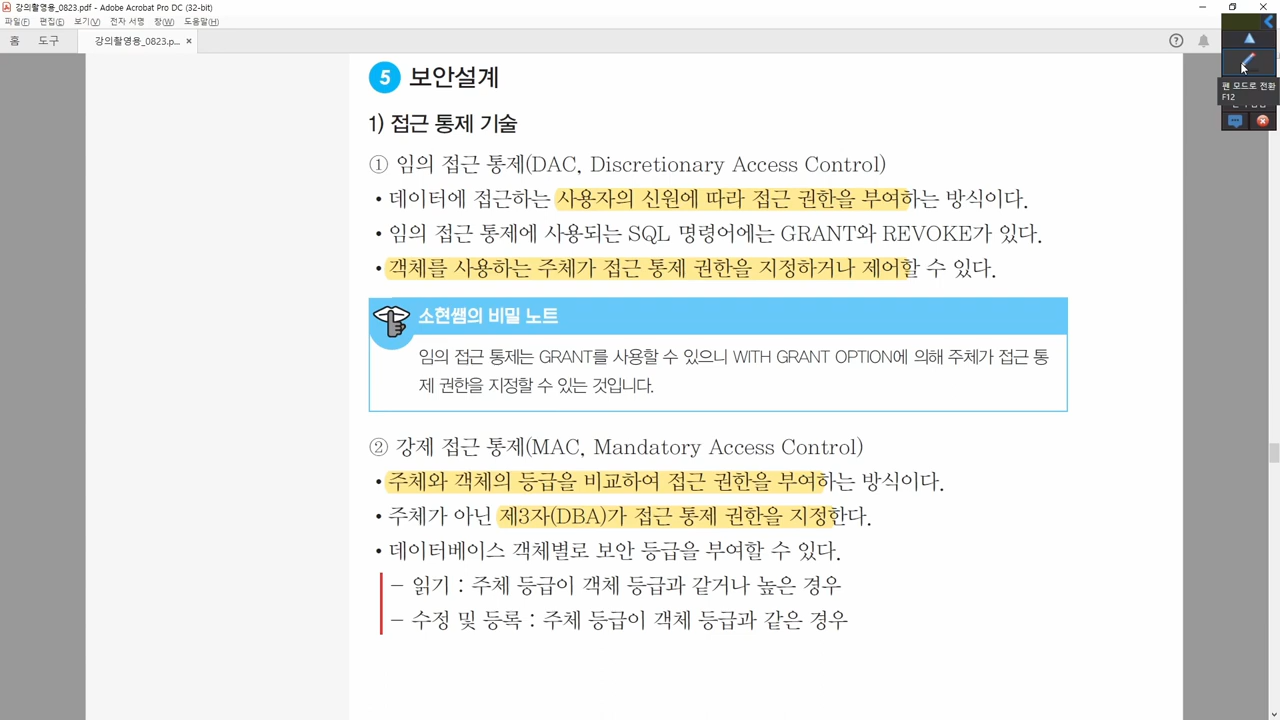 강의촬영용_0823.pdf - Adobe Acrobat Pro DC (32-bit)
파일(F) 편집(E) 보기(V) 전자 서명 창(W) 도움말(H)
홈 도구 강의촬영용_0823.p... ×
펜 모드로 전환
F12
5 보안설계
1) 접근 통제 기술
① 임의 접근 통제(DAC, Discretionary Access Control)
• 데이터에 접근하는 사용자의 신원에 따라 접근 권한을 부여하는 방식이다.
• 임의 접근 통제에 사용되는 SQL 명령어에는 GRANT와 REVOKE가 있다.
• 객체를 사용하는 주체가 접근 통제 권한을 지정하거나 제어할 수 있다.
소현쌤의 비밀 노트
임의 접근 통제는 GRANT를 사용할 수 있으니 WITH GRANT OPTION에 의해 주체가 접근 통
제 권한을 지정할 수 있는 것입니다.
② 강제 접근 통제(MAC, Mandatory Access Control)
• 주체와 객체의 등급을 비교하여 접근 권한을 부여하는 방식이다.
• 주체가 아닌 제3자(DBA)가 접근 통제 권한을 지정한다.
• 데이터베이스 객체별로 보안 등급을 부여할 수 있다.
– 읽기 : 주체 등급이 객체 등급과 같거나 높은 경우
– 수정 및 등록 : 주체 등급이 객체 등급과 같은 경우